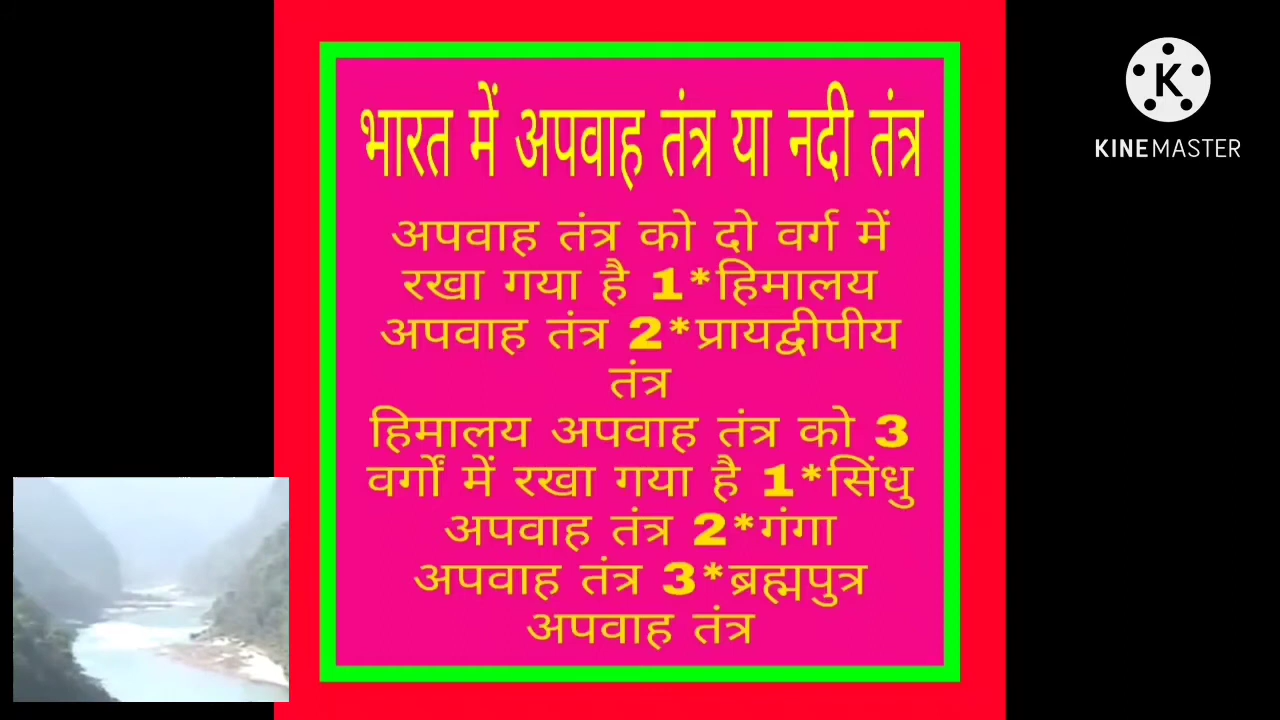 भारत में अपवाह तंत्र या नदी तंत्र
अपवाह तंत्र को दो वर्ग में
रखा गया है 1*हिमालय
अपवाह तंत्र 2*प्रायद्वीपीय
तंत्र
हिमालय अपवाह तंत्र को 3
वर्गों में रखा गया है 1*सिंधु
अपवाह तंत्र 2*गंगा
अपवाह तंत्र 3*ब्रह्मपुत्र
अपवाह तंत्र
K
KINEMASTER